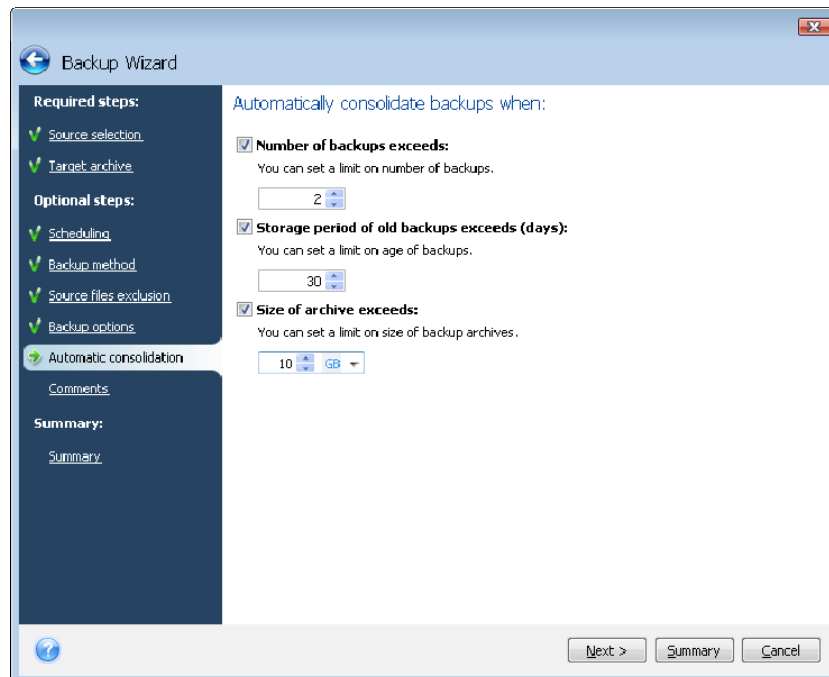 Backup Wizard
Required steps:
Source selection
Target archive
Optional steps:
Scheduling
Backup method
Source files exclusion
Backup options
Automatic consolidation
Comments
Summary:
Summary
Automatically consolidate backups when:
Number of backups exceeds:
You can set a limit on number of backups.
2
Storage period of old backups exceeds (days):
You can set a limit on age of backups.
30
Size of archive exceeds:
You can set a limit on size of backup archives.
10 GB
? Next > Summary Cancel